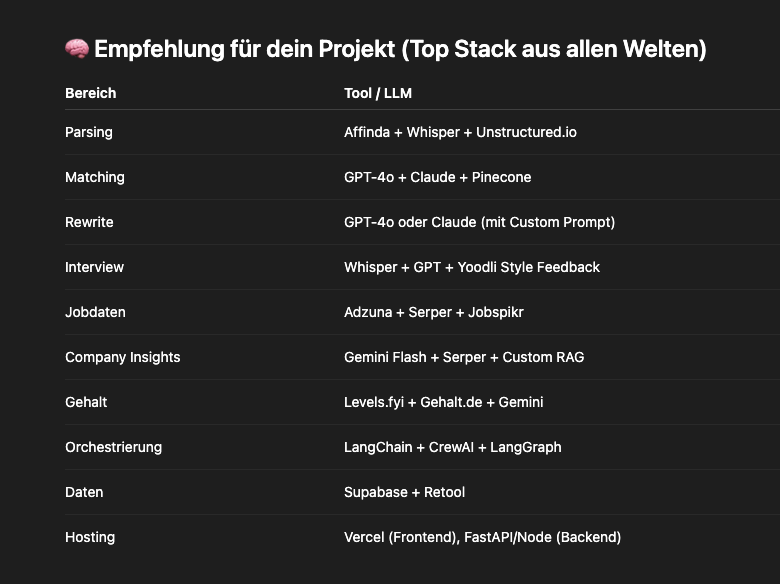 🧠 Empfehlung für dein Projekt (Top Stack aus allen Welten)
Bereich Tool / LLM
Parsing Affinda + Whisper + Unstructured.io
Matching GPT-4o + Claude + Pinecone
Rewrite GPT-4o oder Claude (mit Custom Prompt)
Interview Whisper + GPT + Yoodli Style Feedback
Jobdaten Adzuna + Serper + Jobspikr
Company Insights Gemini Flash + Serper + Custom RAG
Gehalt Levels.fyi + Gehalt.de + Gemini
Orchestrierung LangChain + CrewAI + LangGraph
Daten Supabase + Retool
Hosting Vercel (Frontend), FastAPI/Node (Backend)